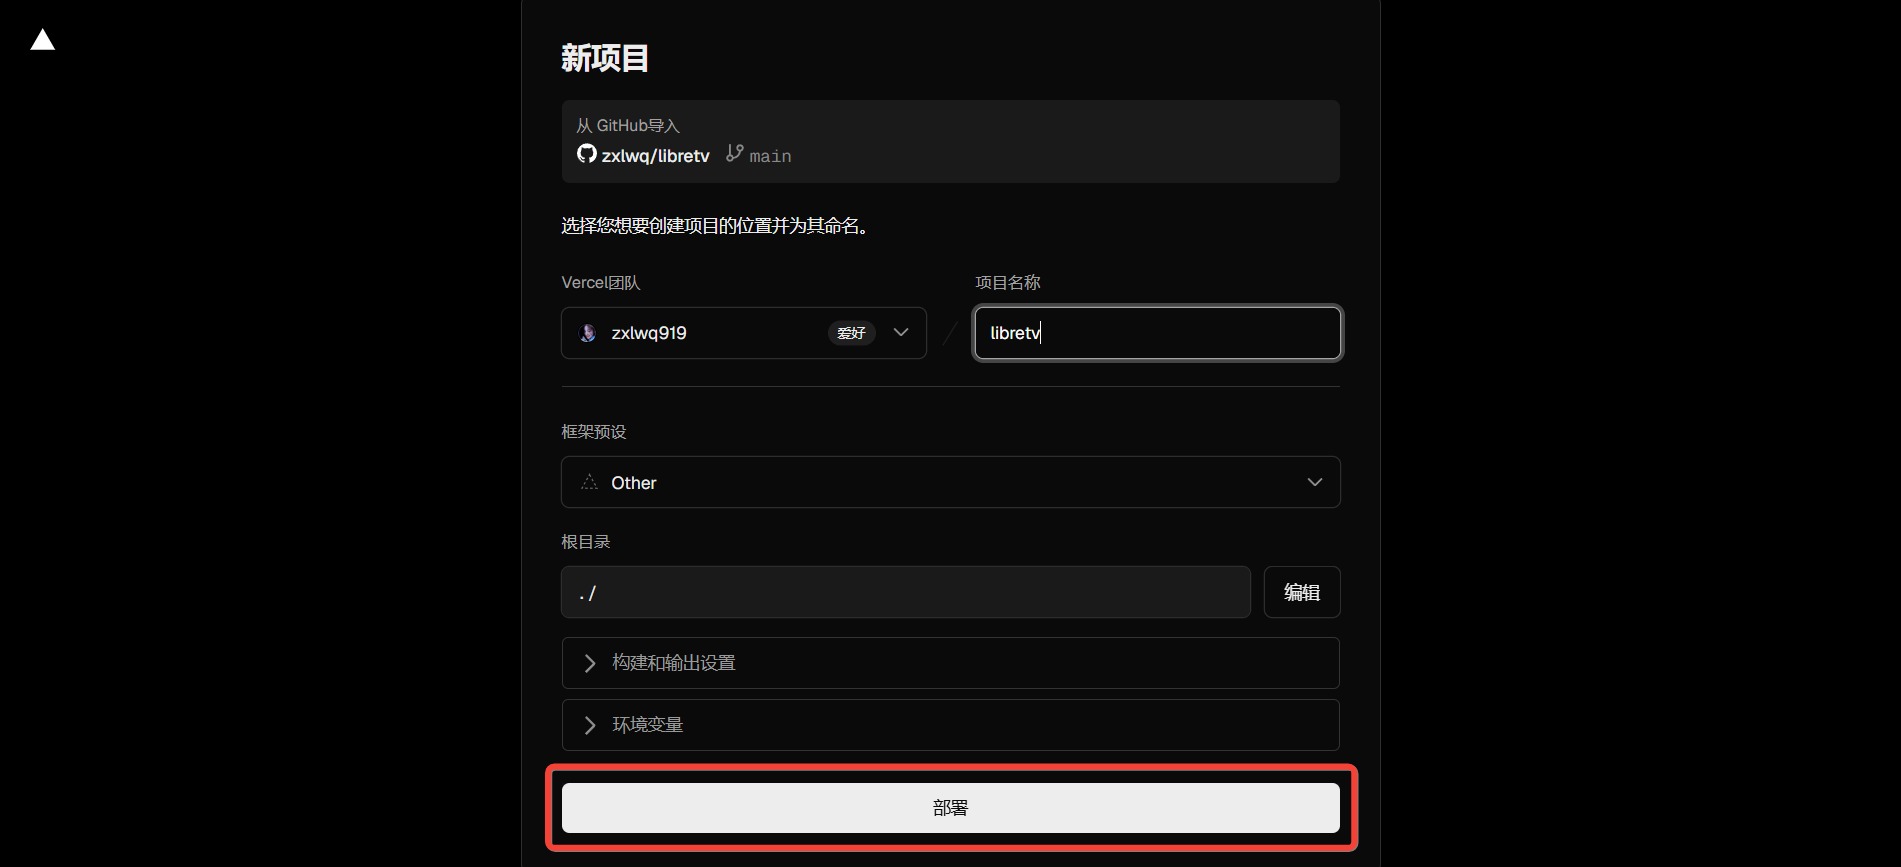 新项目
从 GitHub导入
zxlwq/libretv main
选择您想要创建项目的位置并为其命名。
Vercel团队
项目名称
zxlwq919 爱好
libretv
框架预设
Other
根目录
./
编辑
构建和输出设置
环境变量
部署